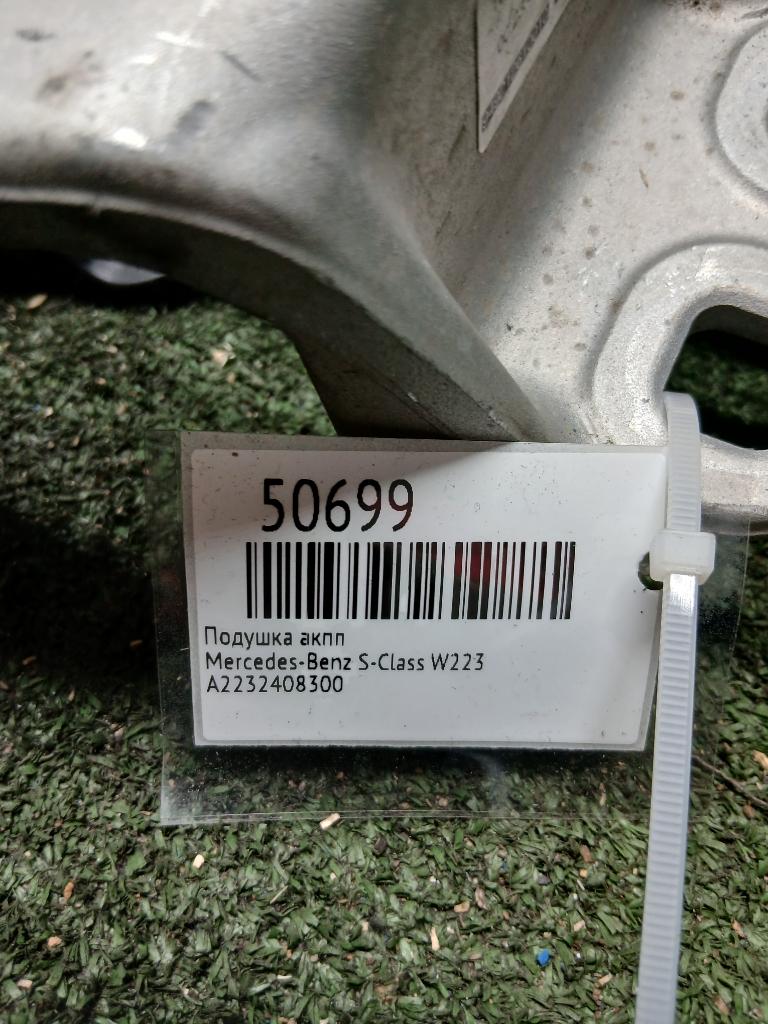 50699
Подушка акпп
Mercedes-Benz S-Class W223
A2232408300